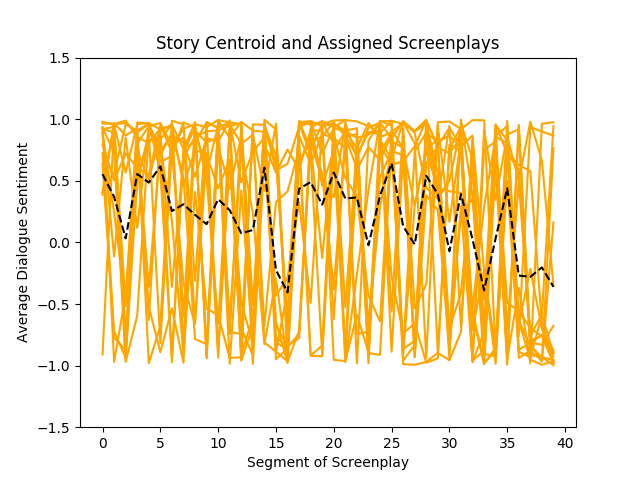 Story Centroid and Assigned Screenplays
1.5
1.0
0.5
0.0
−0.5
−1.0
−1.5
Average Dialogue Sentiment
0 5 10 15 20 25 30 35 40
Segment of Screenplay